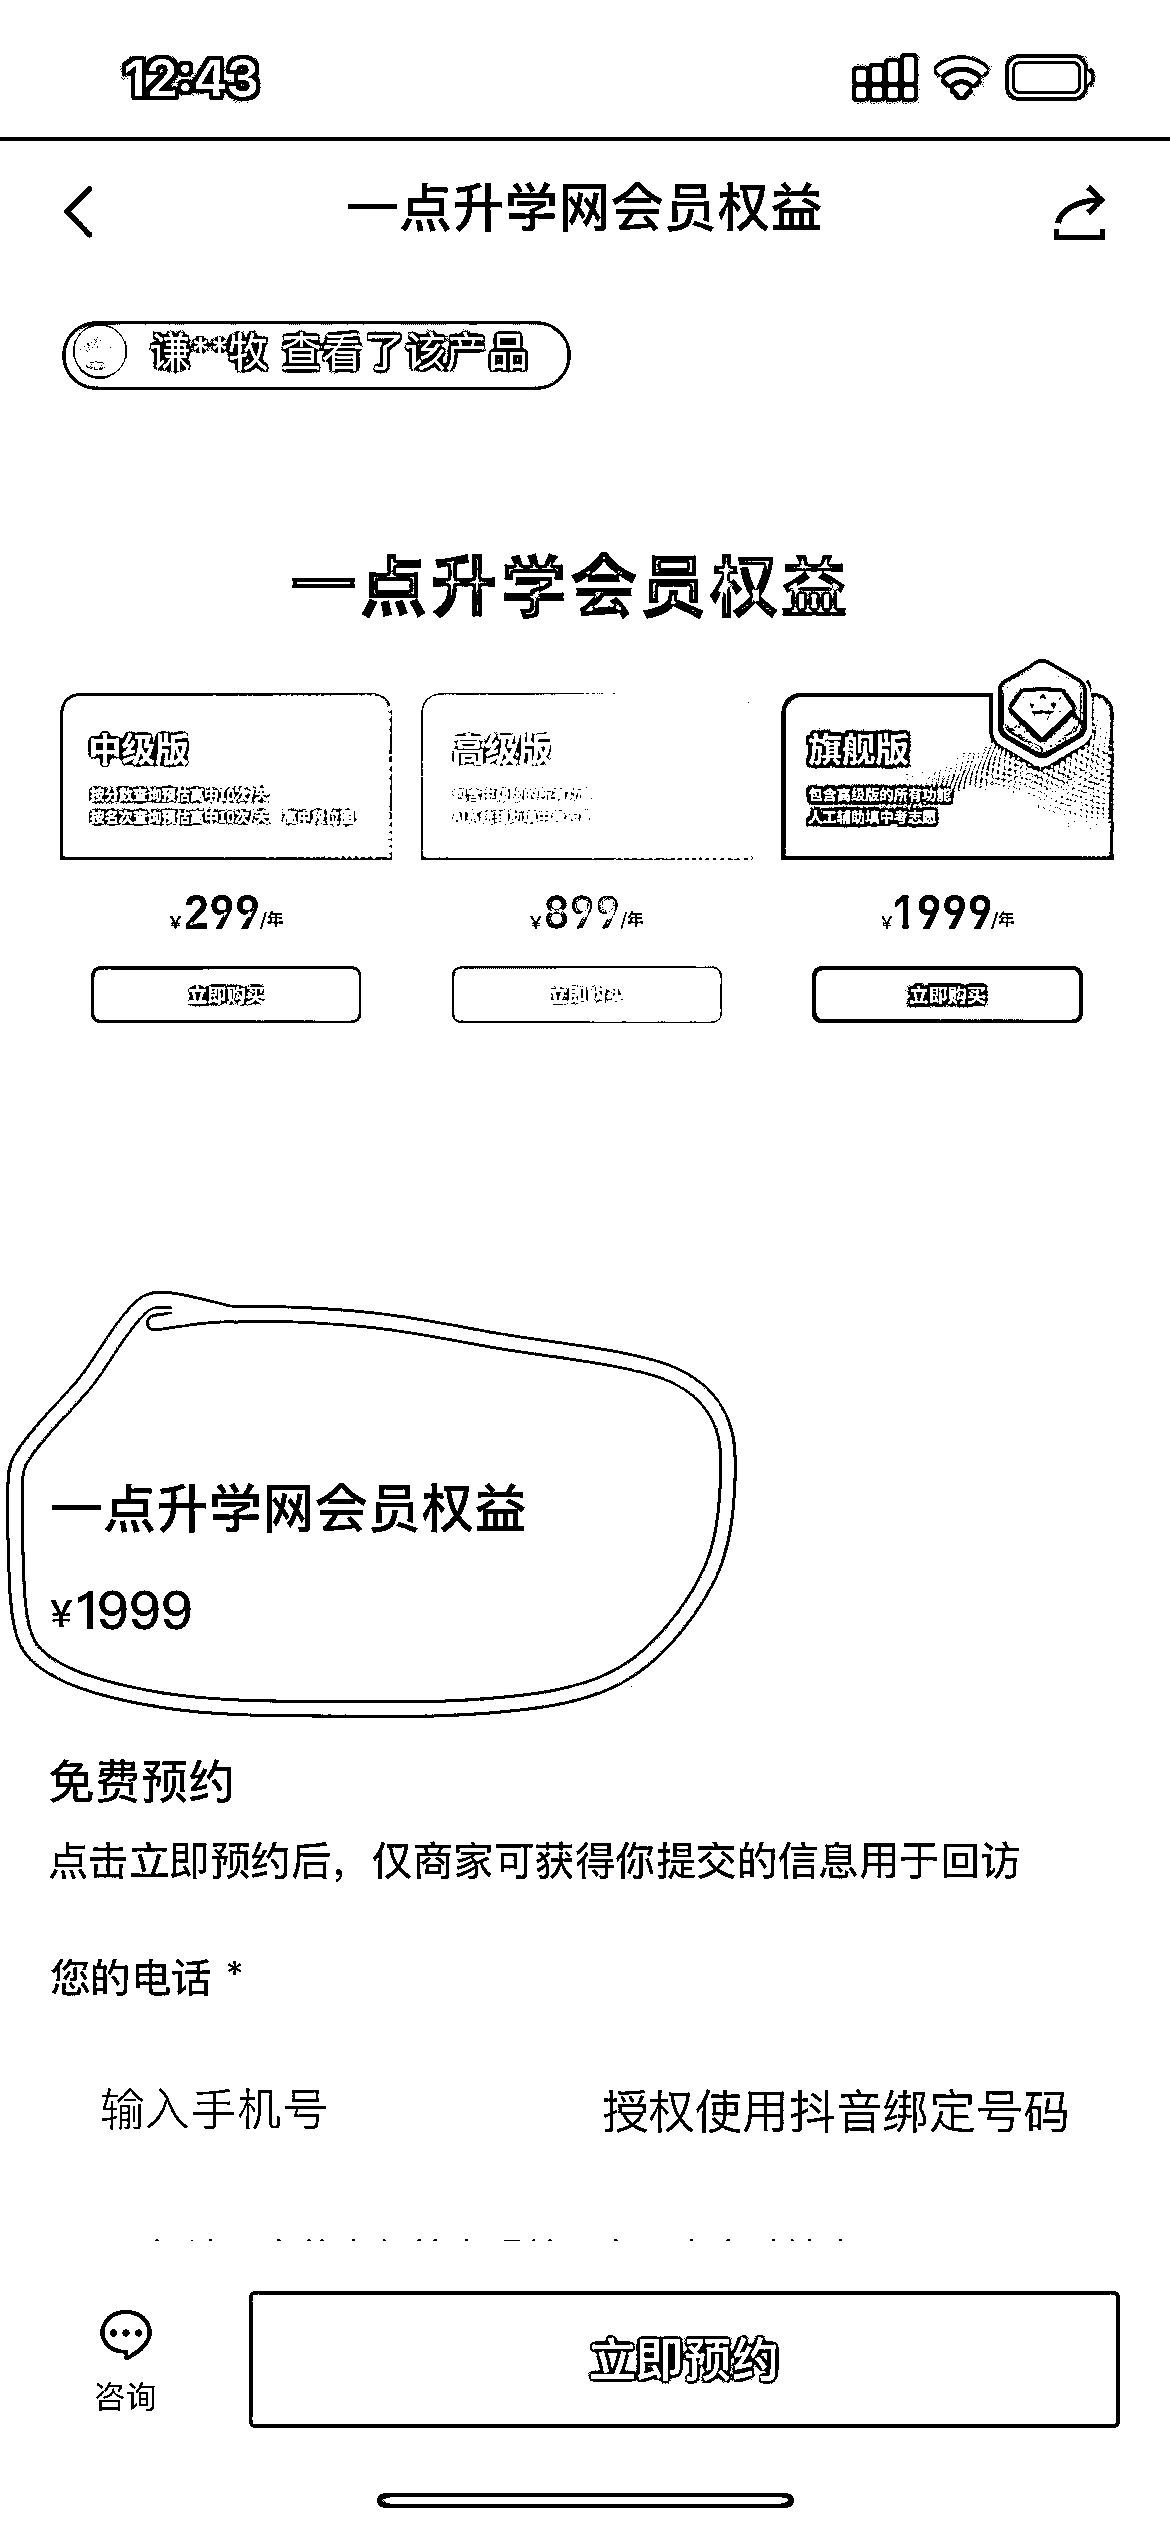 12:43
一点升学网会员权益
谦**牧 查看了该产品
一点升学会员权益
中级版
按分数查询预估高中10次/天
按名次查询预估高中10次/天
高级版
旗舰版
包含高级版的所有功能
人工辅助填中考志愿
¥299/年
¥899/年
¥1999/年
立即购买
立即购买
立即购买
一点升学网会员权益
¥1999
免费预约
点击立即预约后，仅商家可获得你提交的信息用于回访
您的电话 *
输入手机号
授权使用抖音绑定号码
咨询
立即预约